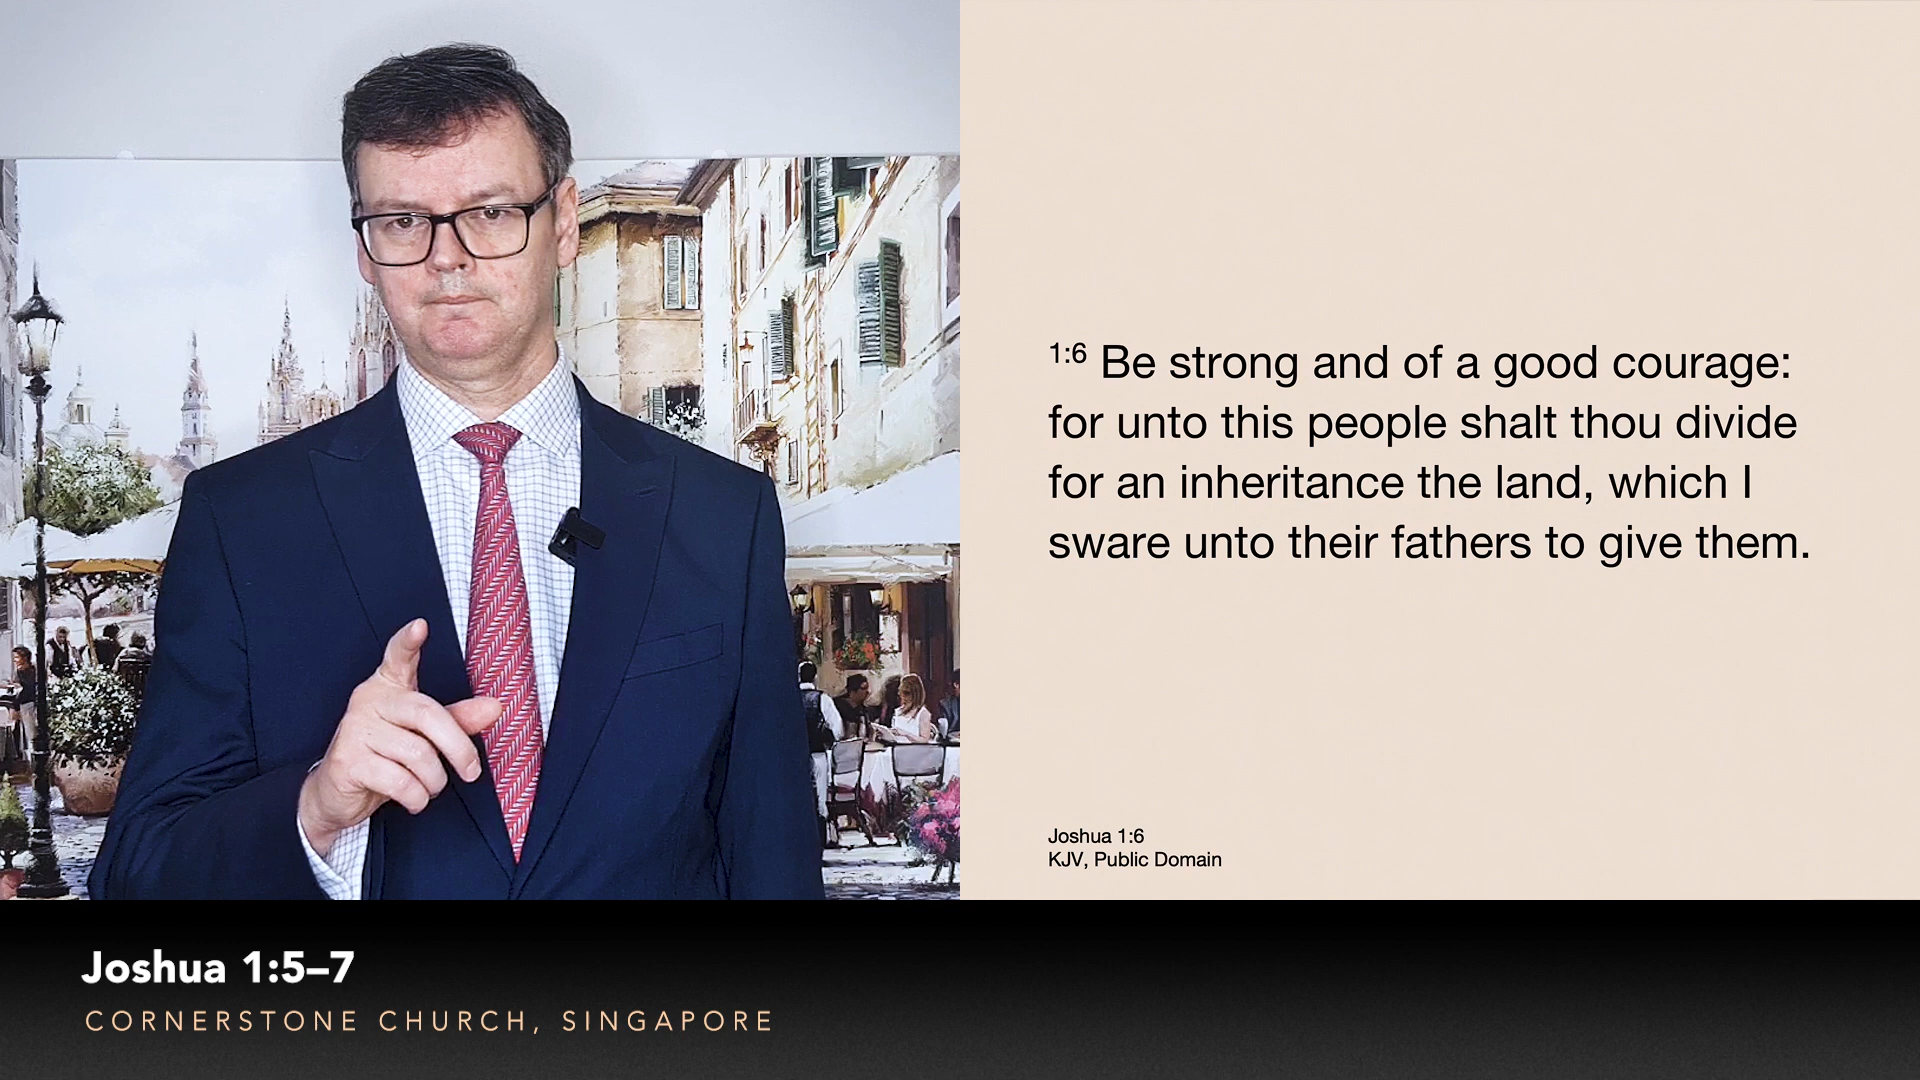 1:6 Be strong and of a good courage:
for unto this people shalt thou divide
for an inheritance the land, which I
sware unto their fathers to give them.
Joshua 1:6
KJV, Public Domain
Joshua 1:5–7
CORNERSTONE CHURCH, SINGAPORE